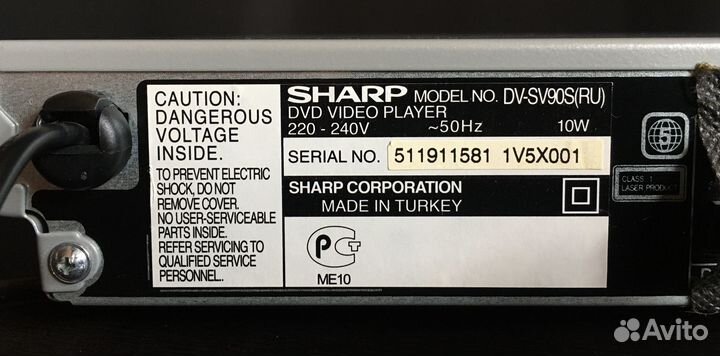 CAUTION:
DANGEROUS
VOLTAGE
INSIDE.
TO PREVENT ELECTRIC
SHOCK, DO NOT
REMOVE COVER.
NO USER-SERVICEABLE
PARTS INSIDE.
REFER SERVICING TO
QUALIFIED SERVICE
PERSONNEL.
SHARP MODEL NO. DV-SV90S(RU)
DVD VIDEO PLAYER
220 - 240V ~50Hz 10W
SERIAL NO. 511911581 1V5X001
SHARP CORPORATION
MADE IN TURKEY
РСТ
ME10
5
CLASS 1
LASER PRODUCT
Avito